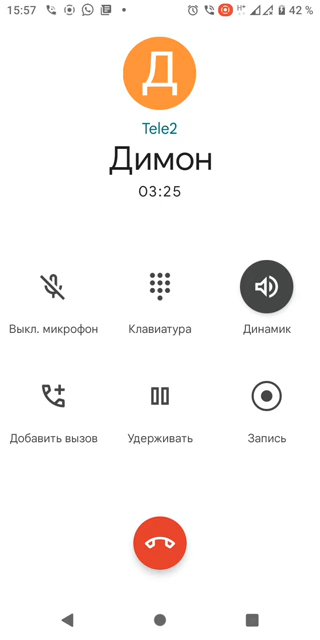 15:57 H+ 42 %
Д
Tele2
Димон
03:25
Выкл. микрофон Клавиатура Динамик
Добавить вызов Удерживать Запись